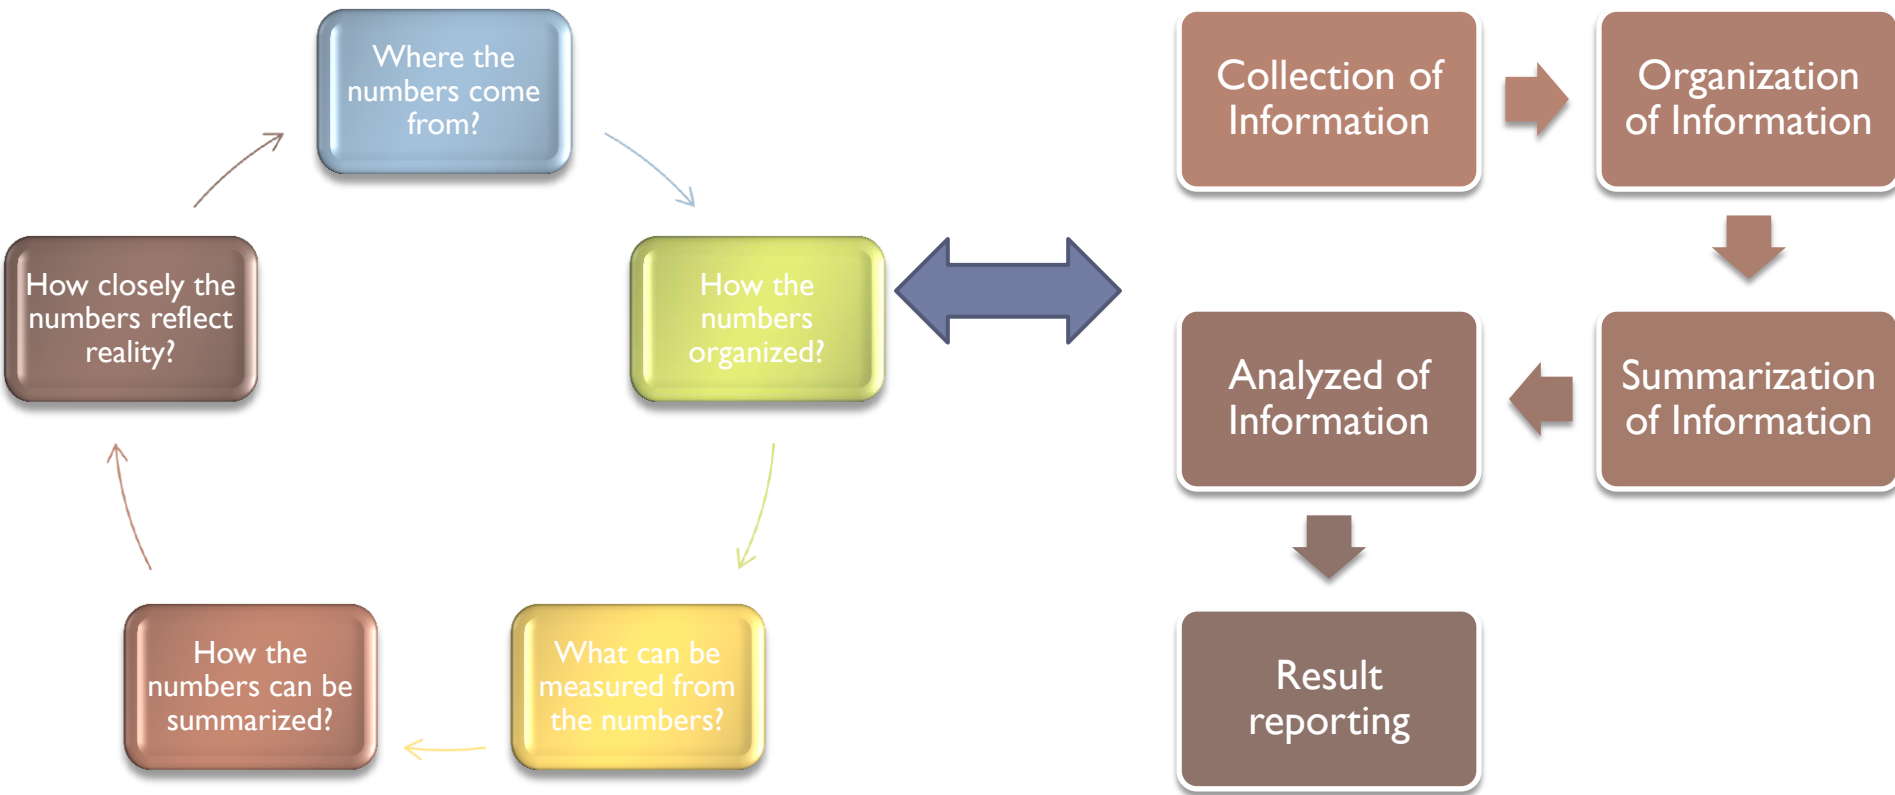 Where the
numbers come
from?
How the
numbers
organized?
What can be
measured from
the numbers?
How the
numbers can be
summarized?
How closely the
numbers reflect
reality?
Collection of
Information
Organization
of Information
Summarization
of Information
Analyzed of
Information
Result
reporting